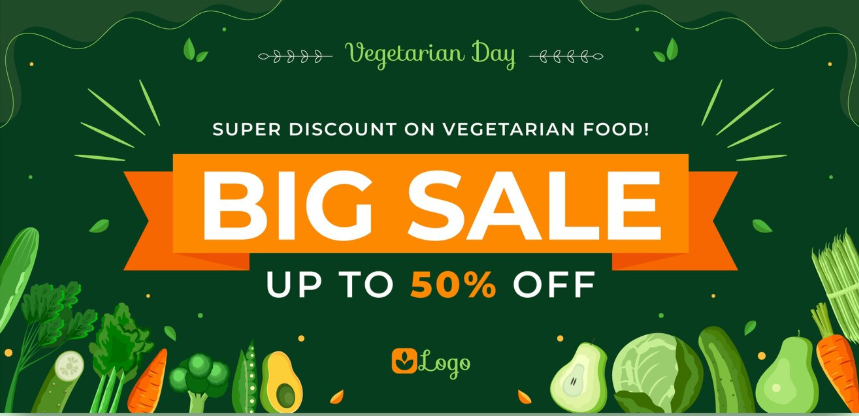 Vegetarian Day
SUPER DISCOUNT ON VEGETARIAN FOOD!
BIG SALE
UP TO 50% OFF
Logo